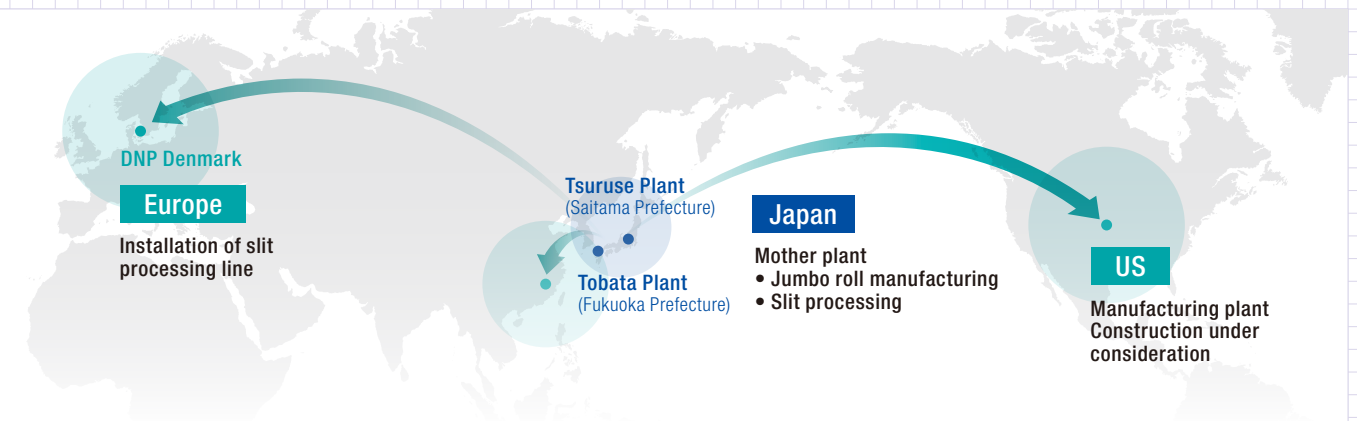 DNP Denmark
Europe
Installation of slit
processing line
Tsuruse Plant
(Saitama Prefecture)
Tobata Plant
(Fukuoka Prefecture)
Japan
Mother plant
• Jumbo roll manufacturing
• Slit processing
US
Manufacturing plant
Construction under
consideration